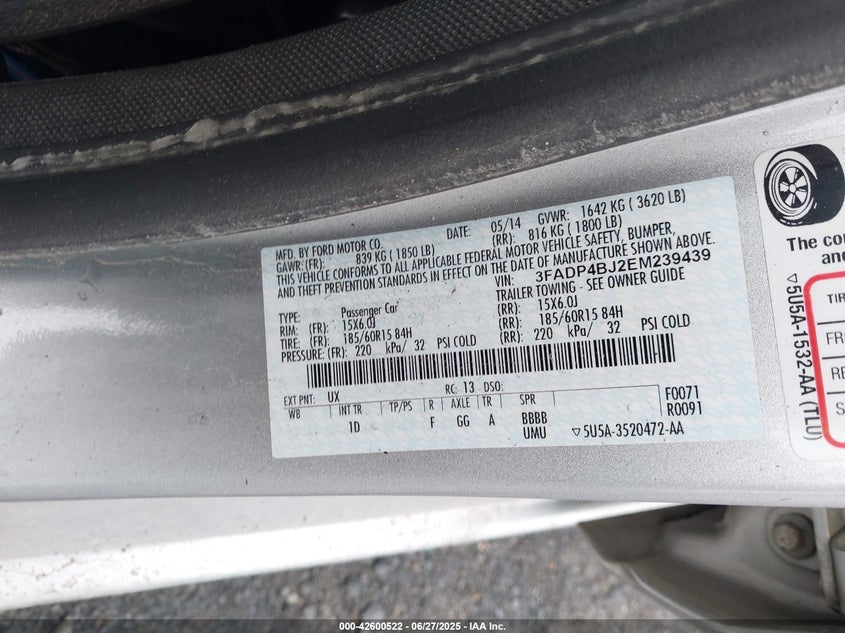 MFD. BY FORD MOTOR CO.
DATE: 05/14 GVWR: 1642 KG ( 3620 LB)
GAWR:(FR): 839 KG ( 1850 LB) (RR): 816 KG ( 1800 LB)
THIS VEHICLE CONFORMS TO ALL APPLICABLE FEDERAL MOTOR VEHICLE SAFETY, BUMPER,
AND THEFT PREVENTION STANDARDS IN EFFECT ON THE DATE OF MANUFACTURE SHOWN ABOVE.
VIN: 3FADP4BJ2EM239439
TYPE: Passenger Car TRAILER TOWING - SEE OWNER GUIDE
RIM: (FR): 15X6.0J (RR): 15X6.0J
TIRE: (FR): 185/60R15 84H (RR): 185/60R15 84H
PRESSURE: (FR): 220 kPa/ 32 PSI COLD (RR): 220 kPa/ 32 PSI COLD
EXT PNT: UX RC: 13 DSO:
WB INT TR TP/PS R AXLE TR SPR
1D F GG A BBBB
UMU
F0071
R0091
▽5U5A-3520472-AA
The co
an
TIR
FR
RE
S
▽5U5A-1532-AA (TLU)
000-42600522 - 06/27/2025 - IAA Inc.